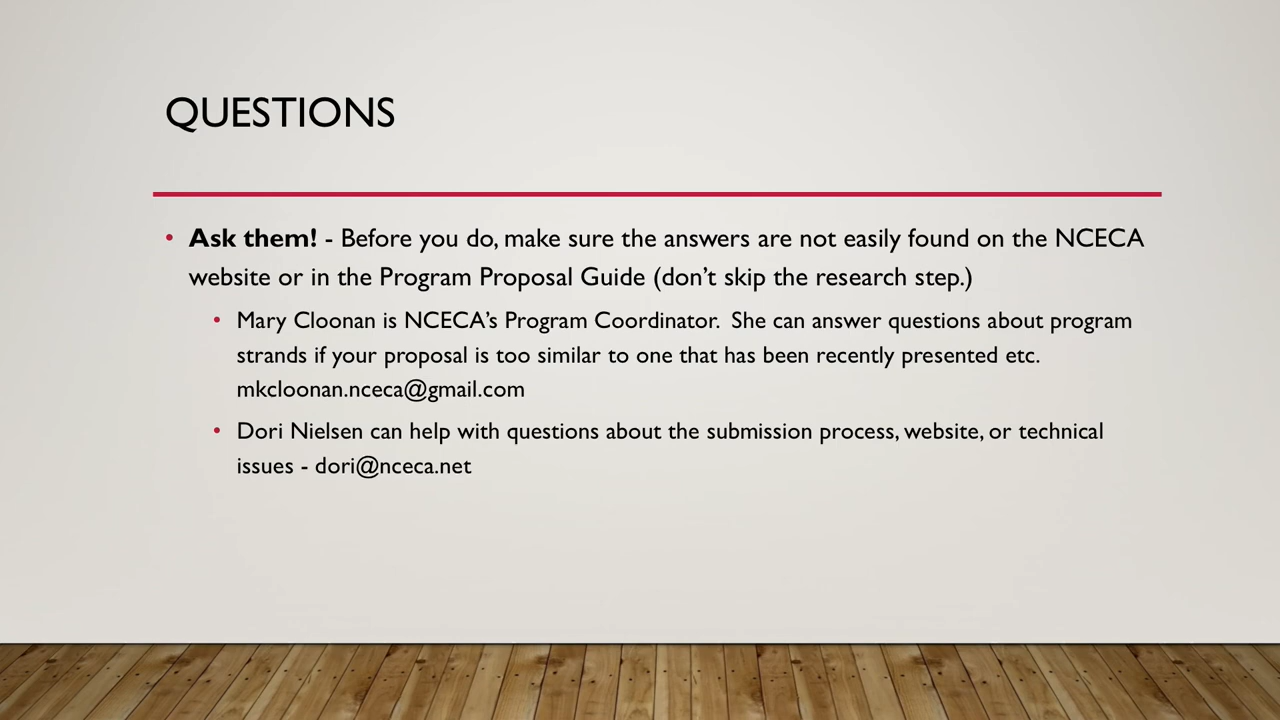 QUESTIONS
• Ask them! - Before you do, make sure the answers are not easily found on the NCECA
website or in the Program Proposal Guide (don’t skip the research step.)
• Mary Cloonan is NCECA’s Program Coordinator.  She can answer questions about program
strands if your proposal is too similar to one that has been recently presented etc.
mkcloonan.nceca@gmail.com
• Dori Nielsen can help with questions about the submission process, website, or technical
issues - dori@nceca.net